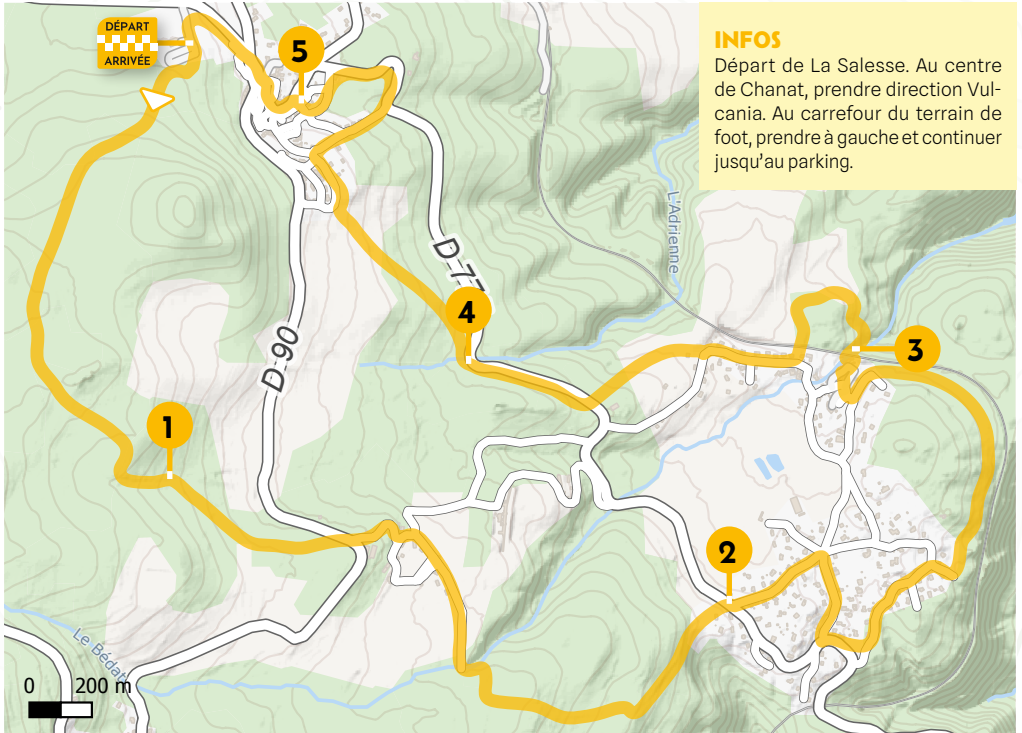 DÉPART
ARRIVÉE
5
INFOS
Départ de La Salesse. Au centre
de Chanat, prendre direction Vul-
cania. Au carrefour du terrain de
foot, prendre à gauche et continuer
jusqu'au parking.
L'Adrienne
D 77
4
D 90
3
1
2
Le Bédat
0 200 m